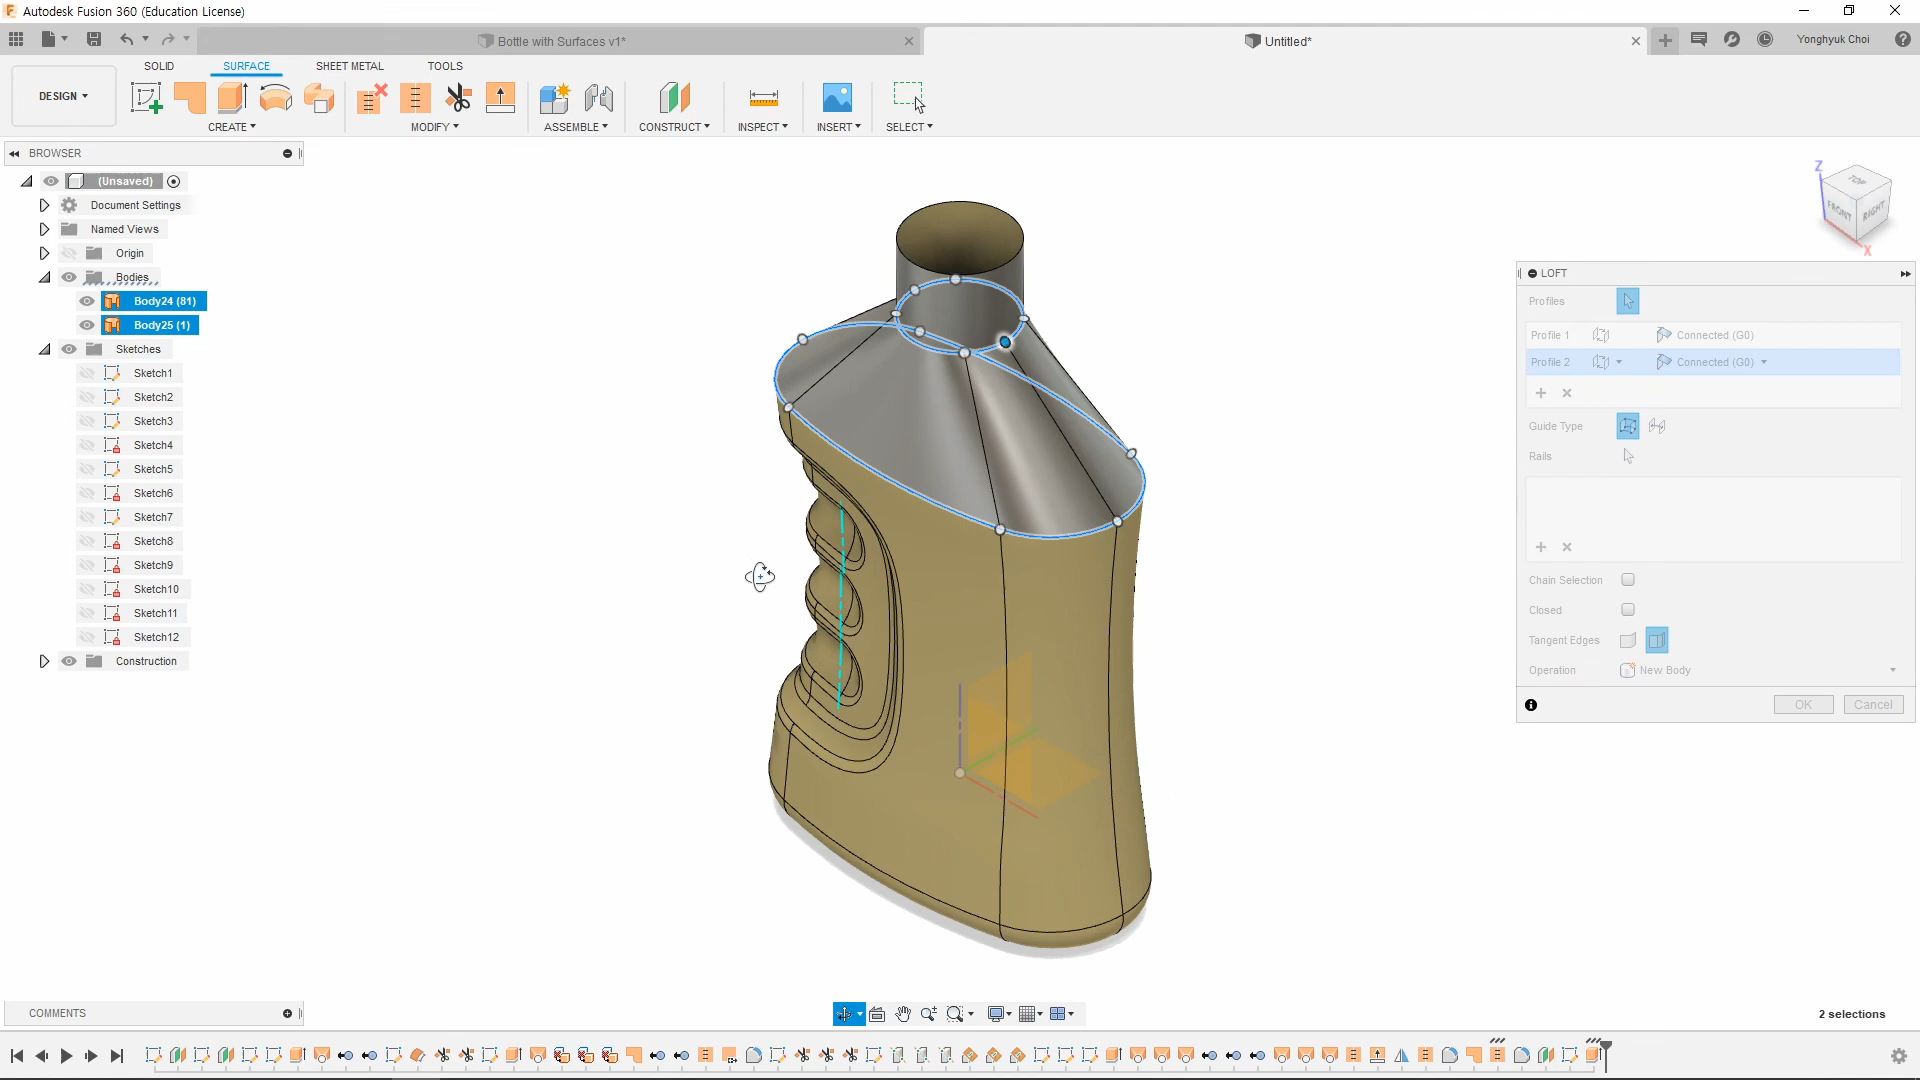 Autodesk Fusion 360 (Education License)
Bottle with Surfaces v1*
Untitled*
Yonghyuk Choi
DESIGN
SOLID SURFACE SHEET METAL TOOLS
CREATE MODIFY ASSEMBLE CONSTRUCT INSPECT INSERT SELECT
BROWSER
(Unsaved)
Document Settings
Named Views
Origin
Bodies
Body24 (81)
Body25 (1)
Sketches
Sketch1
Sketch2
Sketch3
Sketch4
Sketch5
Sketch6
Sketch7
Sketch8
Sketch9
Sketch10
Sketch11
Sketch12
Construction
Z
TOP
FRONT RIGHT
X
LOFT
Profiles
Profile 1 Connected (G0)
Profile 2 Connected (G0)
Guide Type
Rails
Chain Selection
Closed
Tangent Edges
Operation New Body
OK Cancel
COMMENTS
2 selections